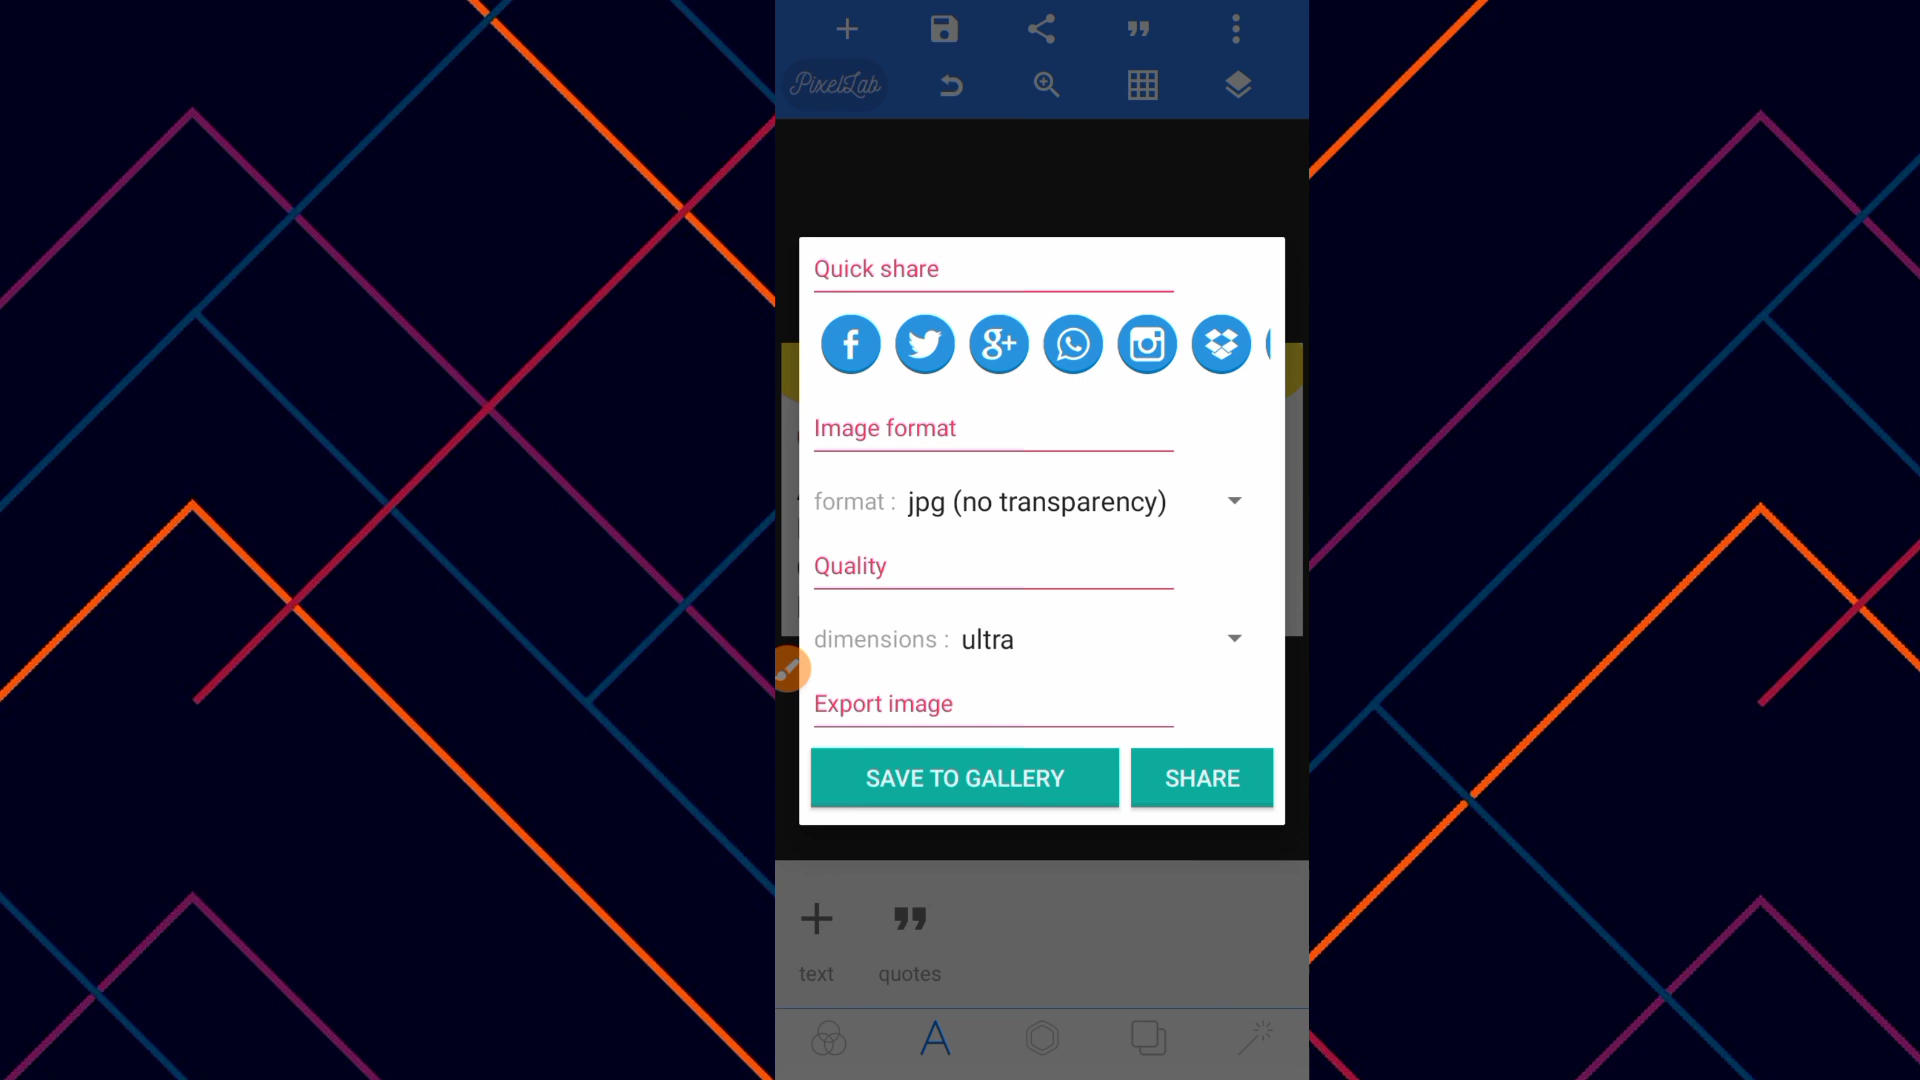 PixelLab
Quick share
Image format
format : jpg (no transparency)
Quality
dimensions : ultra
Export image
SAVE TO GALLERY SHARE
text quotes